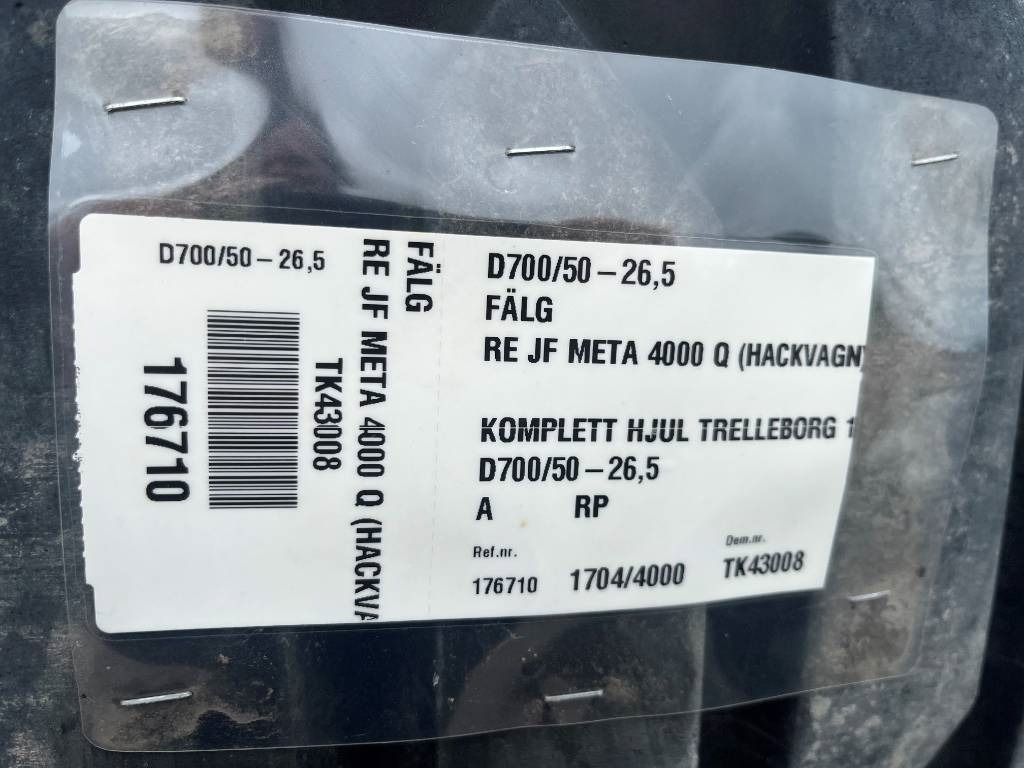 D700/50-26,5
176710
TK43008
FÄLG
RE JF META 4000 Q (HACKVA
D700/50-26,5
FÄLG
RE JF META 4000 Q (HACKVAGN)
KOMPLETT HJUL TRELLEBORG 1
D700/50-26,5
A RP
Ref.nr. Dem.nr.
176710 1704/4000 TK43008